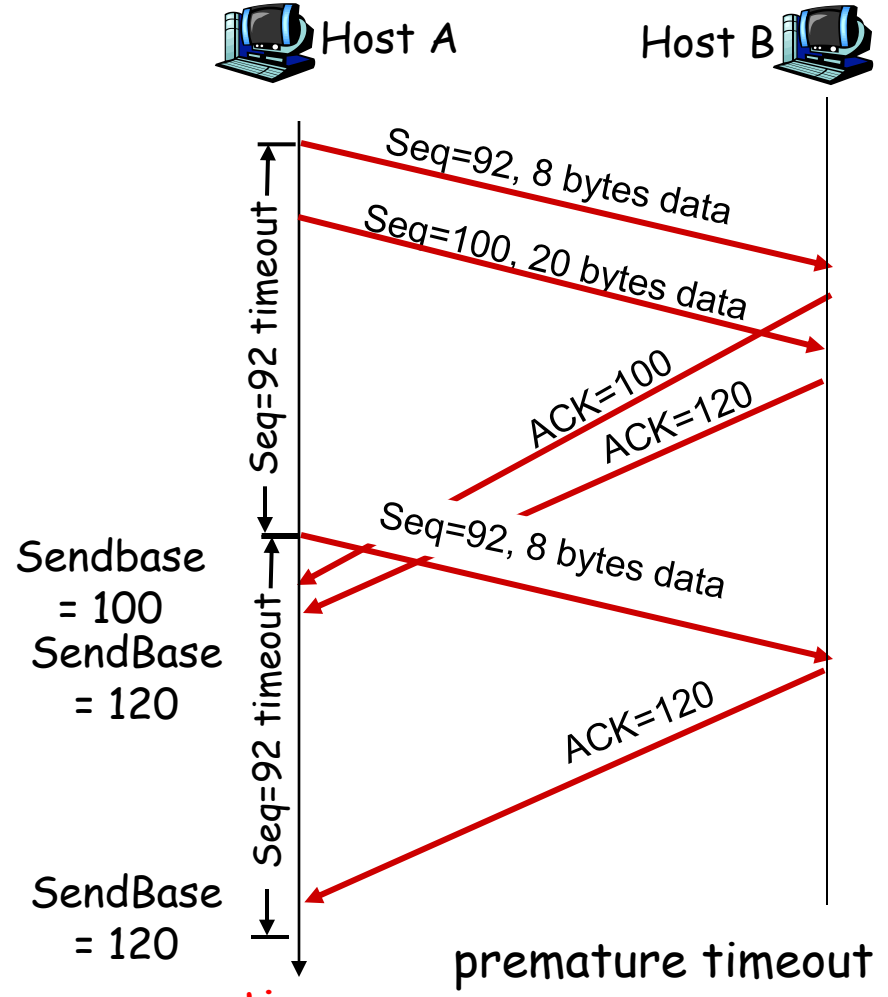 Host A
Host B
Seq=92, 8 bytes data
Seq=100, 20 bytes data
Seq=92 timeout
ACK=100
ACK=120
Seq=92, 8 bytes data
Sendbase
= 100
SendBase
= 120
Seq=92 timeout
ACK=120
SendBase
= 120
premature timeout